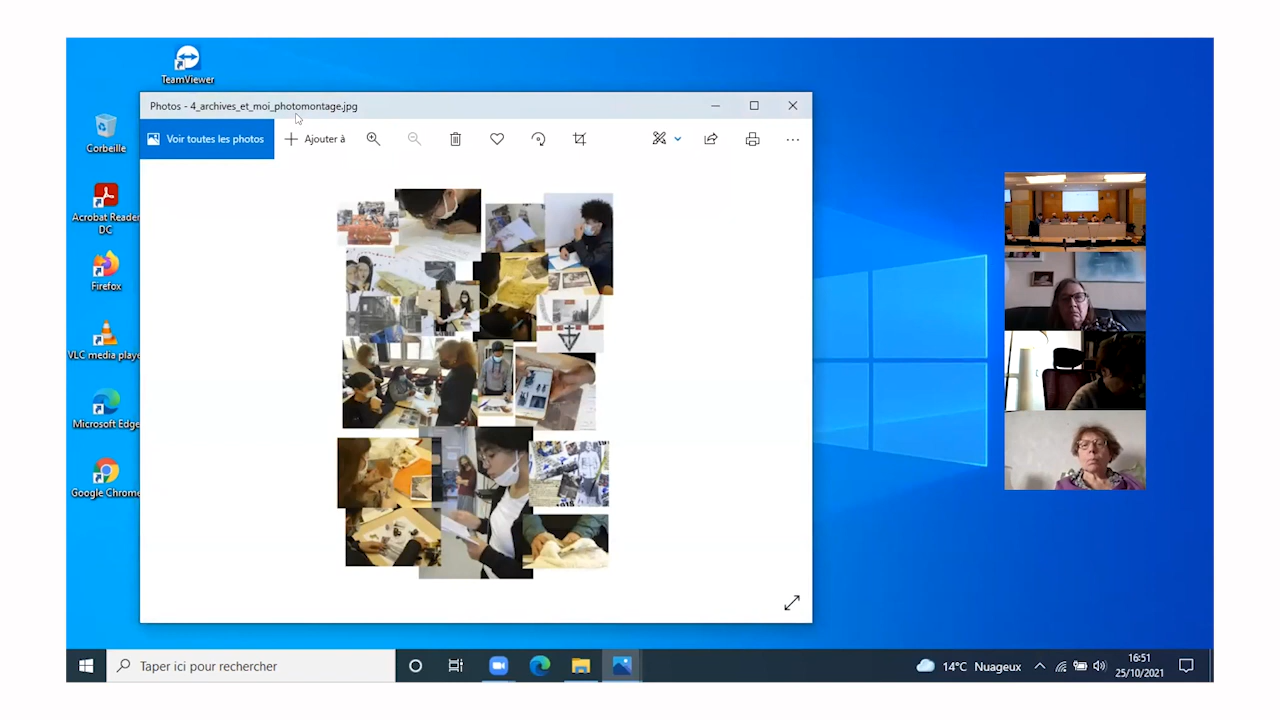 TeamViewer
Photos - 4_archives_et_moi_photomontage.jpg
Voir toutes les photos
Ajouter à
Corbeille
Acrobat Reader
DC
Firefox
VLC media playe
Microsoft Edge
Google Chrome
Taper ici pour rechercher
14°C Nuageux
16:51
25/10/2021